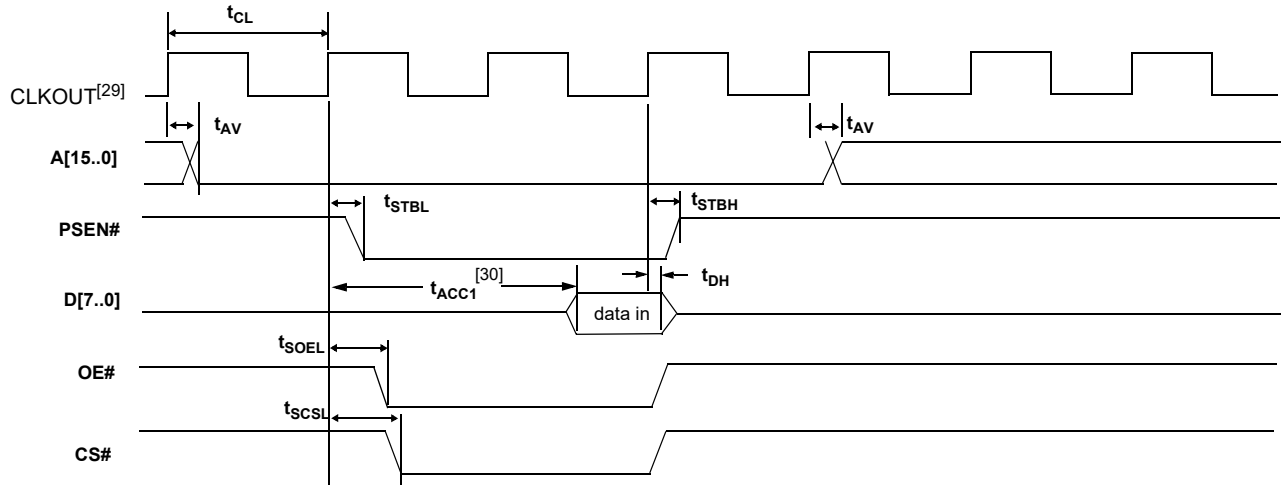 tCL
CLKOUT[29]
tAV
tAV
A[15..0]
tSTBL
tSTBH
PSEN#
[30]
tACC1
tDH
D[7..0]
data in
tSOEL
OE#
tSCSL
CS#